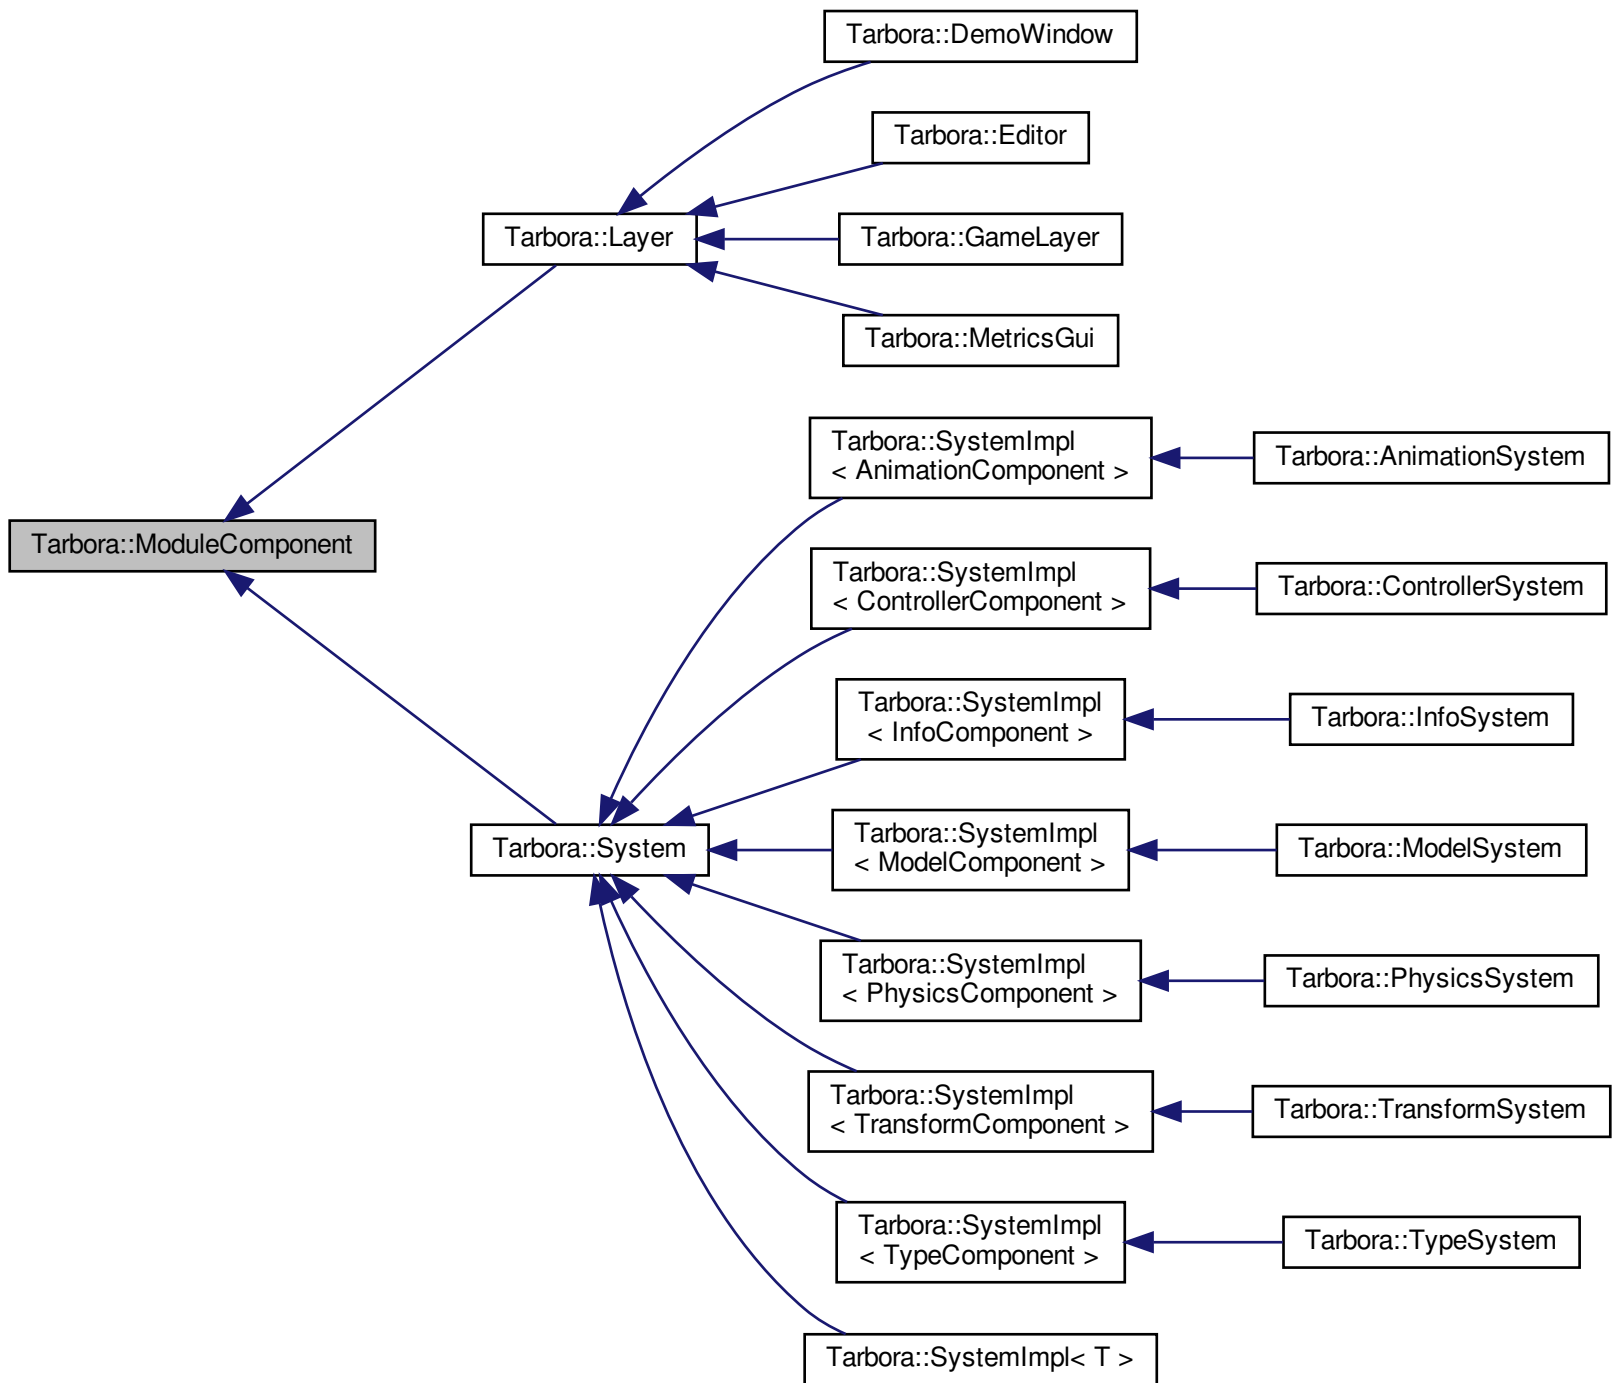 Tarbora::ModuleComponent
Tarbora::Layer
Tarbora::DemoWindow
Tarbora::Editor
Tarbora::GameLayer
Tarbora::MetricsGui
Tarbora::System
Tarbora::SystemImpl
< AnimationComponent >
Tarbora::AnimationSystem
Tarbora::SystemImpl
< ControllerComponent >
Tarbora::ControllerSystem
Tarbora::SystemImpl
< InfoComponent >
Tarbora::InfoSystem
Tarbora::SystemImpl
< ModelComponent >
Tarbora::ModelSystem
Tarbora::SystemImpl
< PhysicsComponent >
Tarbora::PhysicsSystem
Tarbora::SystemImpl
< TransformComponent >
Tarbora::TransformSystem
Tarbora::SystemImpl
< TypeComponent >
Tarbora::TypeSystem
Tarbora::SystemImpl< T >